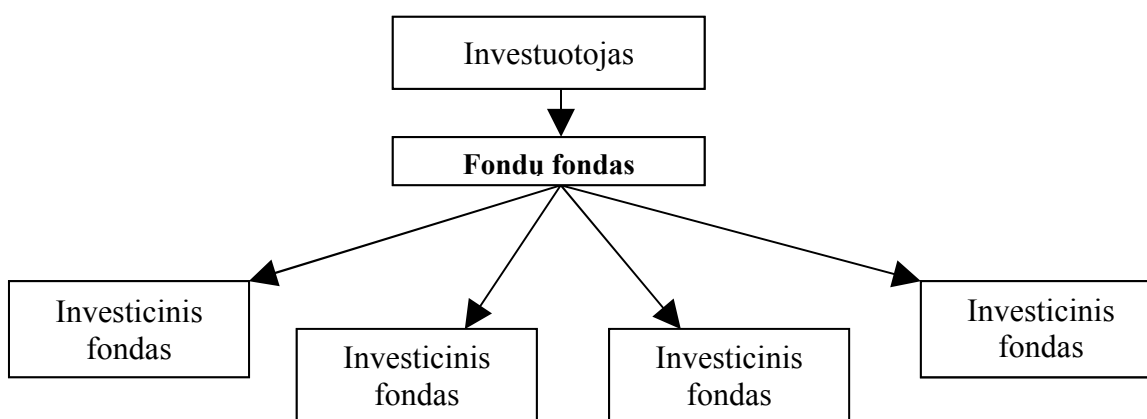 Investuotojas
Fondų fondas
Investicinis
fondas
Investicinis
fondas
Investicinis
fondas
Investicinis
fondas